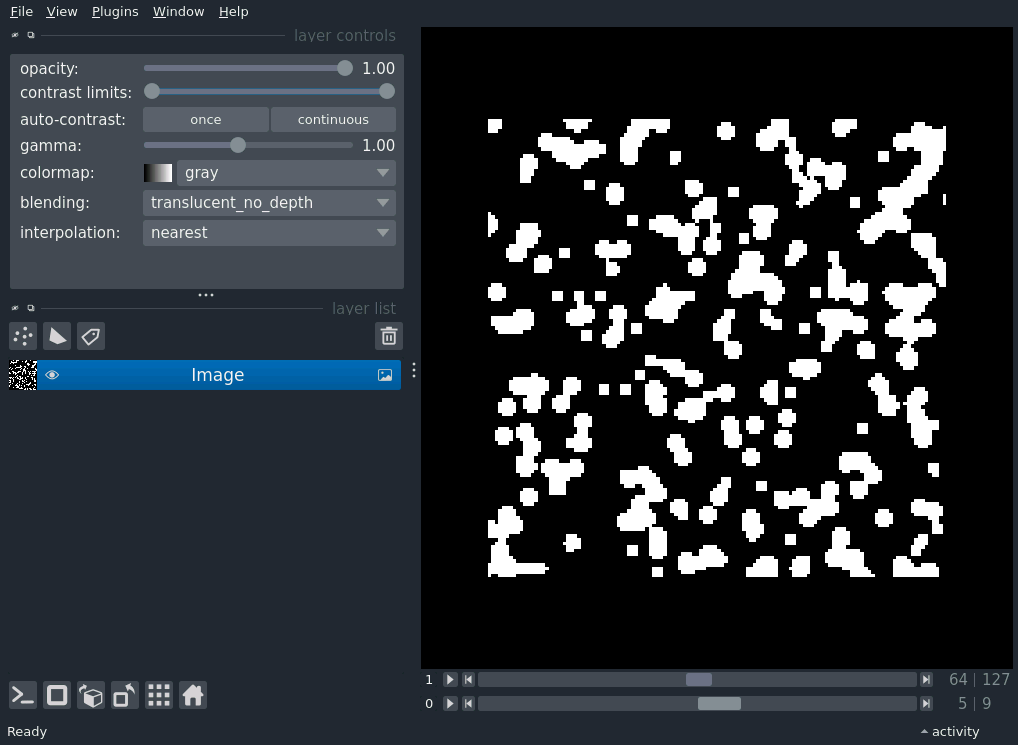 File View Plugins Window Help
layer controls
opacity: 1.00
contrast limits:
auto-contrast: once continuous
gamma: 1.00
colormap: gray
blending: translucent_no_depth
interpolation: nearest
layer list
Image
1 64 | 127
0 5 | 9
Ready activity